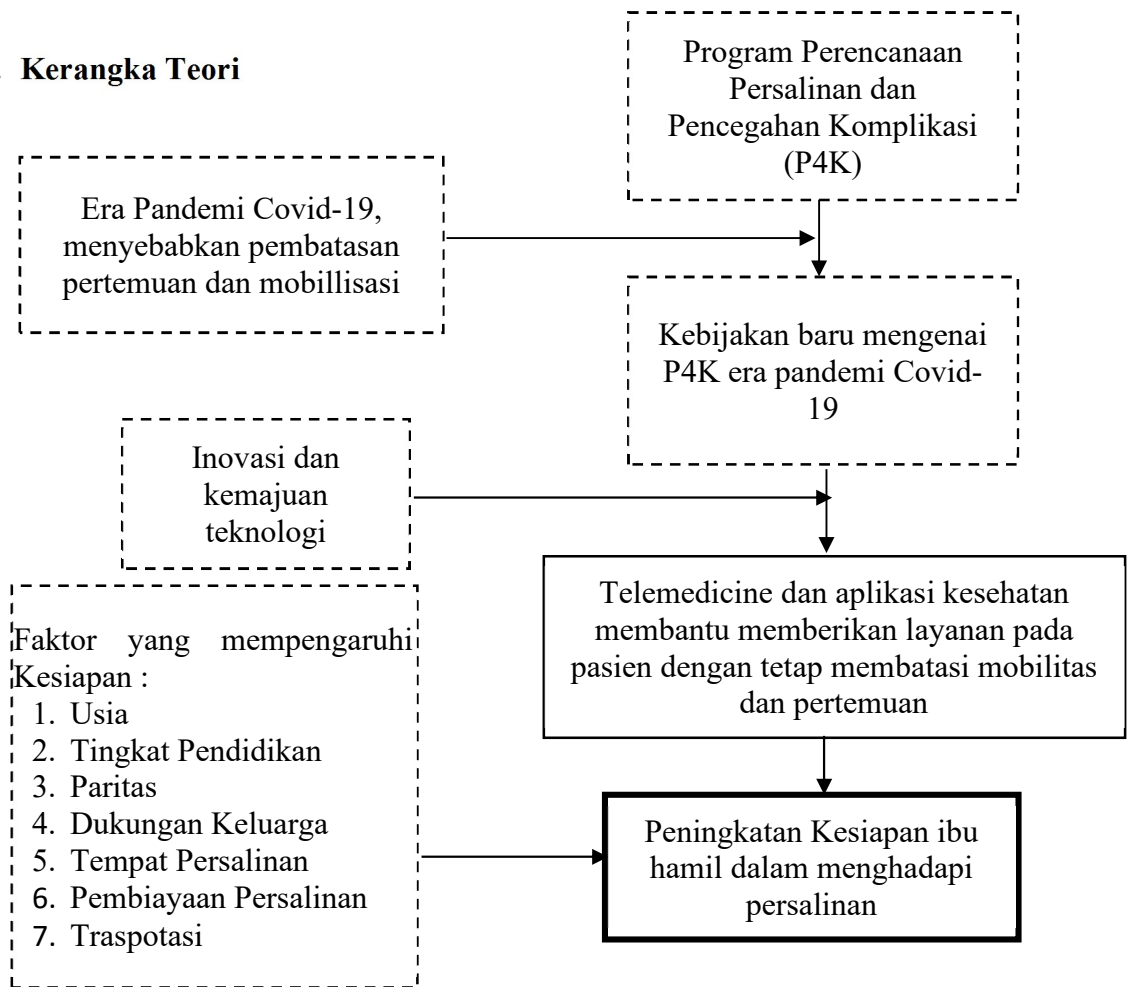 . Kerangka Teori
Program Perencanaan
Persalinan dan
Pencegahan Komplikasi
(P4K)
Era Pandemi Covid-19,
menyebabkan pembatasan
pertemuan dan mobillisasi
Kebijakan baru mengenai
P4K era pandemi Covid-
19
Inovasi dan
kemajuan
teknologi
Telemedicine dan aplikasi kesehatan
membantu memberikan layanan pada
pasien dengan tetap membatasi mobilitas
dan pertemuan
Faktor yang mempengaruhi
Kesiapan :
1. Usia
2. Tingkat Pendidikan
3. Paritas
4. Dukungan Keluarga
5. Tempat Persalinan
6. Pembiayaan Persalinan
7. Traspotasi
Peningkatan Kesiapan ibu
hamil dalam menghadapi
persalinan